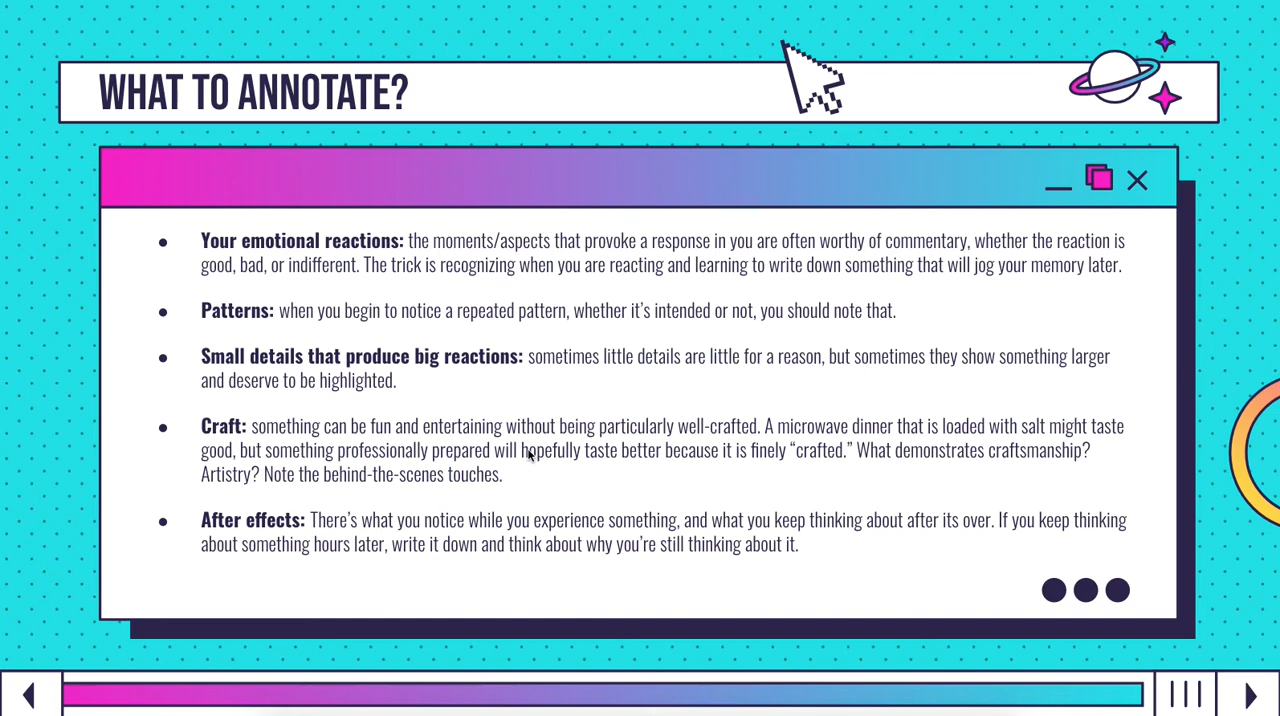 WHAT TO ANNOTATE?
● Your emotional reactions: the moments/aspects that provoke a response in you are often worthy of commentary, whether the reaction is
good, bad, or indifferent. The trick is recognizing when you are reacting and learning to write down something that will jog your memory later.
● Patterns: when you begin to notice a repeated pattern, whether it's intended or not, you should note that.
● Small details that produce big reactions: sometimes little details are little for a reason, but sometimes they show something larger
and deserve to be highlighted.
● Craft: something can be fun and entertaining without being particularly well-crafted. A microwave dinner that is loaded with salt might taste
good, but something professionally prepared will hopefully taste better because it is finely “crafted.” What demonstrates craftsmanship?
Artistry? Note the behind-the-scenes touches.
● After effects: There’s what you notice while you experience something, and what you keep thinking about after its over. If you keep thinking
about something hours later, write it down and think about why you’re still thinking about it.